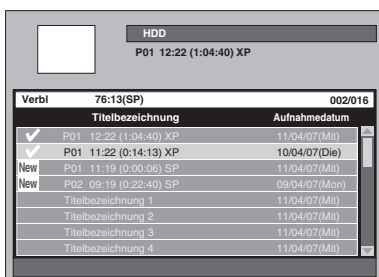 HDD
P01 12:22 (1:04:40) XP
Verbl 76:13(SP) 002/016
Titelbezeichnung Aufnahmedatum
P01 12:22 (1:04:40) XP 11/04/07(Mit)
P01 11:22 (0:14:13) XP 10/04/07(Die)
New P01 11:19 (0:00:06) SP 11/04/07(Mit)
New P02 09:19 (0:22:40) SP 09/04/07(Mon)
Titelbezeichnung 1 11/04/07(Mit)
Titelbezeichnung 2 11/04/07(Mit)
Titelbezeichnung 3 11/04/07(Mit)
Titelbezeichnung 4 11/04/07(Mit)